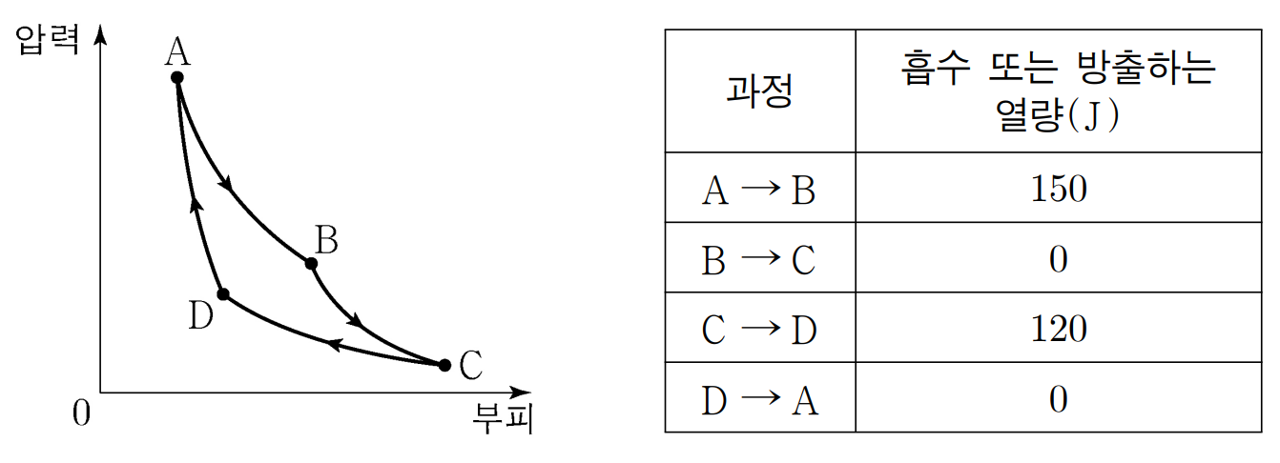 압력
A
B
D
C
0
부피
과정 흡수 또는 방출하는
열량(J)
A → B 150
B → C 0
C → D 120
D → A 0